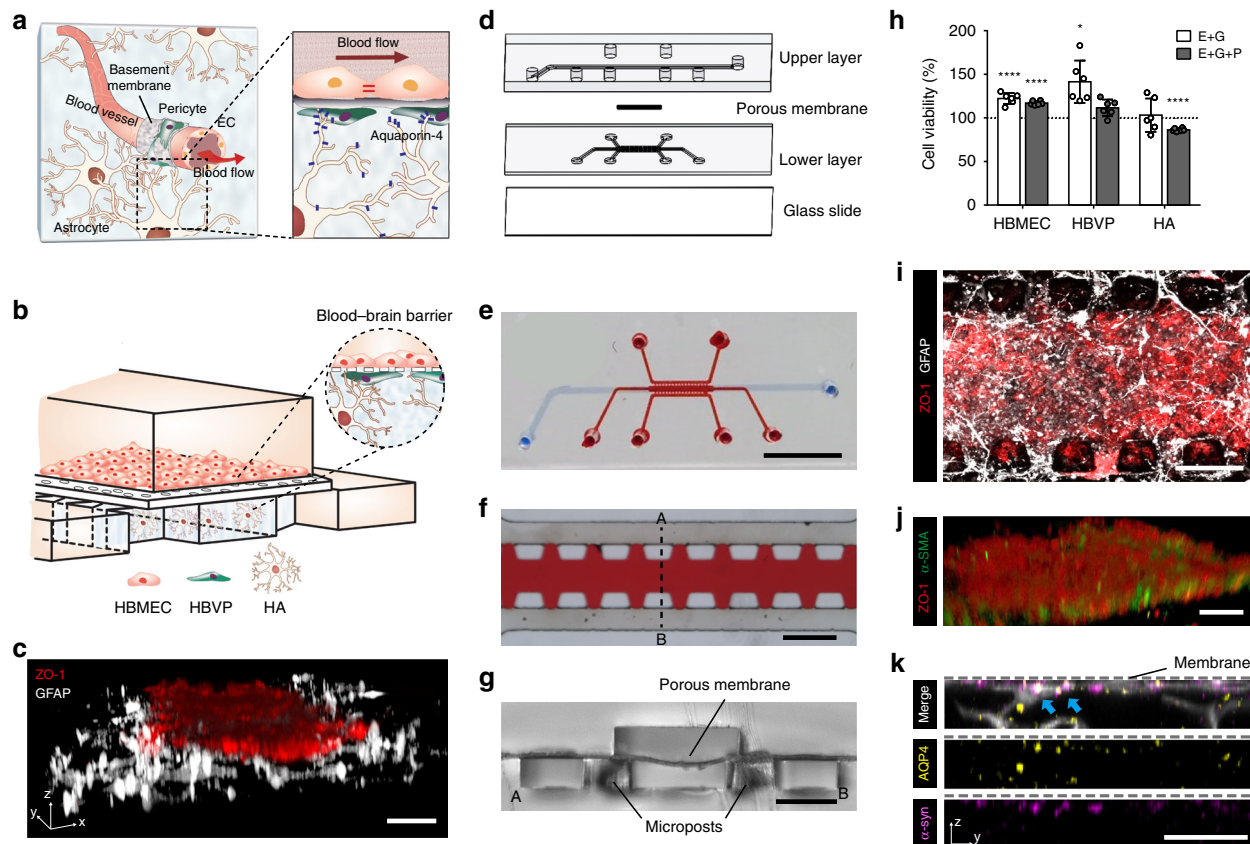 a
Blood flow
Basement
membrane
Pericyte
Blood vessel
EC
Aquaporin-4
Blood flow
Astrocyte
b
Blood–brain barrier
HBMEC
HBVP
HA
c
ZO-1
GFAP
z
y
x
d
Upper layer
Porous membrane
Lower layer
Glass slide
e
f
A
B
g
Porous membrane
A
B
Microposts
h
E+G
E+G+P
Cell viability (%)
200
150
100
50
0
****
****
*
****
HBMEC
HBVP
HA
i
ZO-1 GFAP
j
ZO-1 α-SMA
k
Membrane
Merge
AQP4
α-syn
z
y